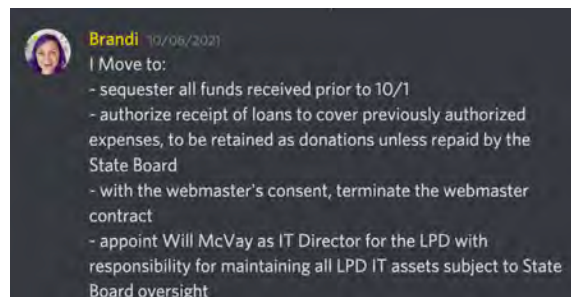 Brandi 10/06/2021
I Move to:
- sequester all funds received prior to 10/1
- authorize receipt of loans to cover previously authorized
expenses, to be retained as donations unless repaid by the
State Board
- with the webmaster's consent, terminate the webmaster
contract
- appoint Will McVay as IT Director for the LPD with
responsibility for maintaining all LPD IT assets subject to State
Board oversight